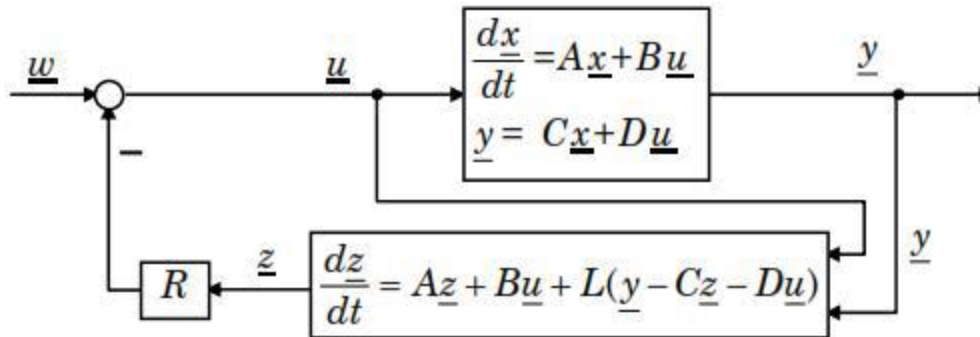 w
u
dx/dt = Ax + Bu
y = Cx + Du
y
−
R
z
dz/dt = Az + Bu + L(y − Cz − Du)
y